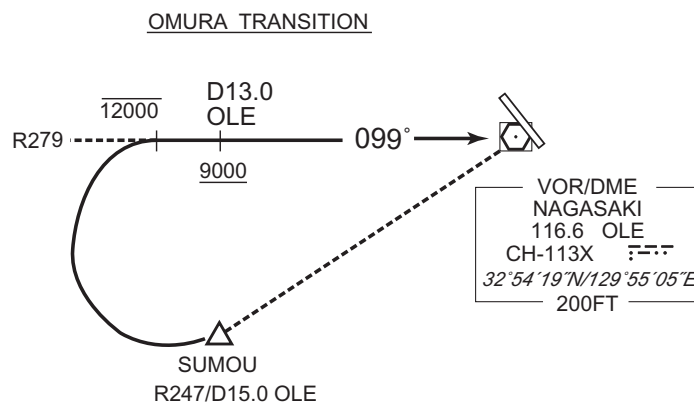 OMURA TRANSITION
D13.0
OLE
12000
9000
R279
099°
VOR/DME
NAGASAKI
116.6 OLE
CH-113X
32°54´19˝N/129°55´05˝E
200FT
SUMOU
R247/D15.0 OLE